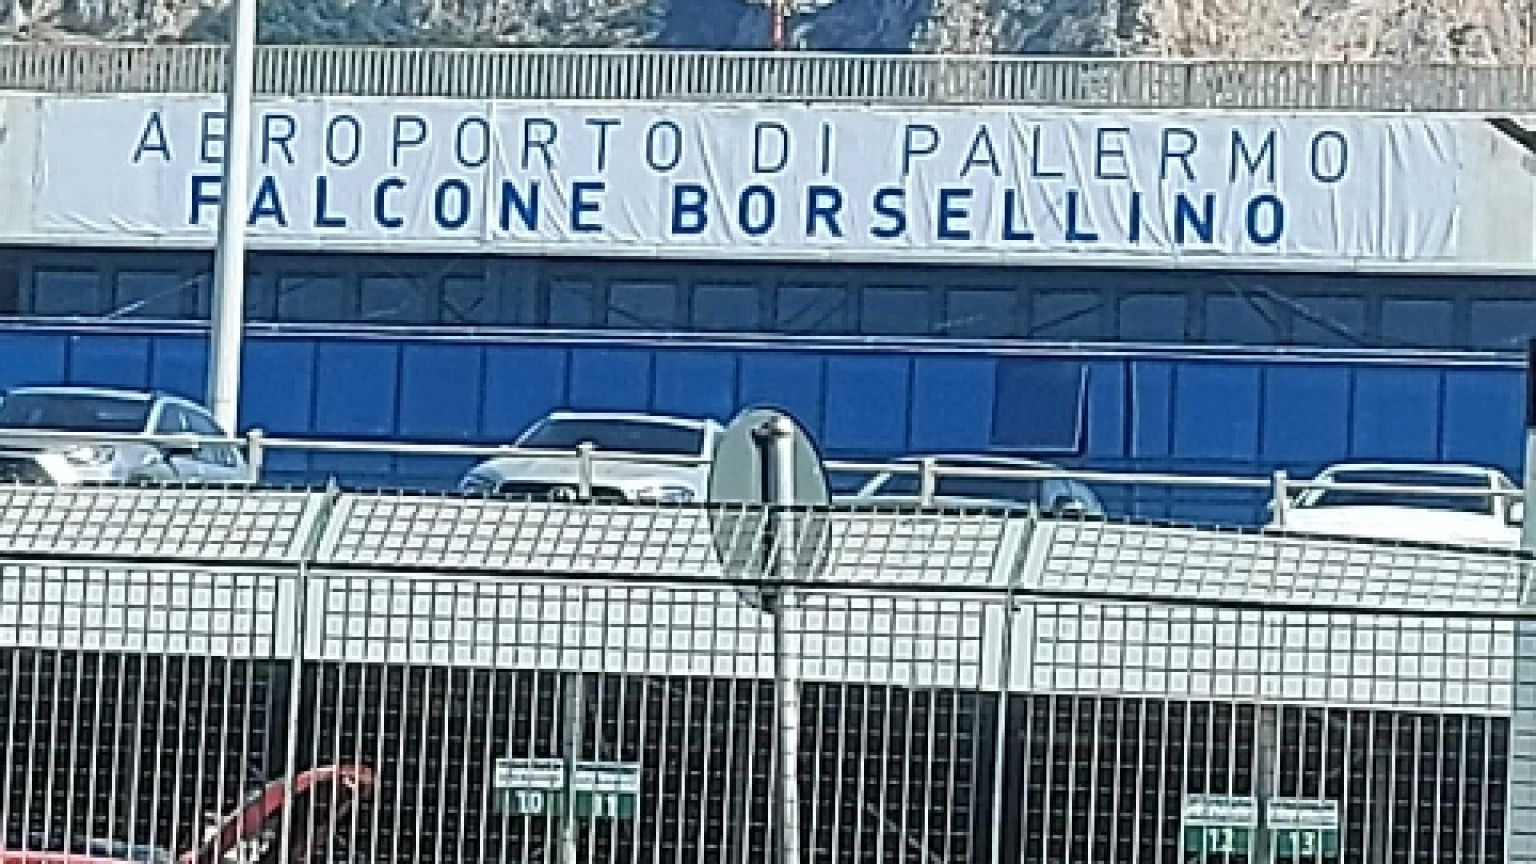 AEROPORTO DI PALERMO
FALCONE BORSELLINO
10 11
12 13